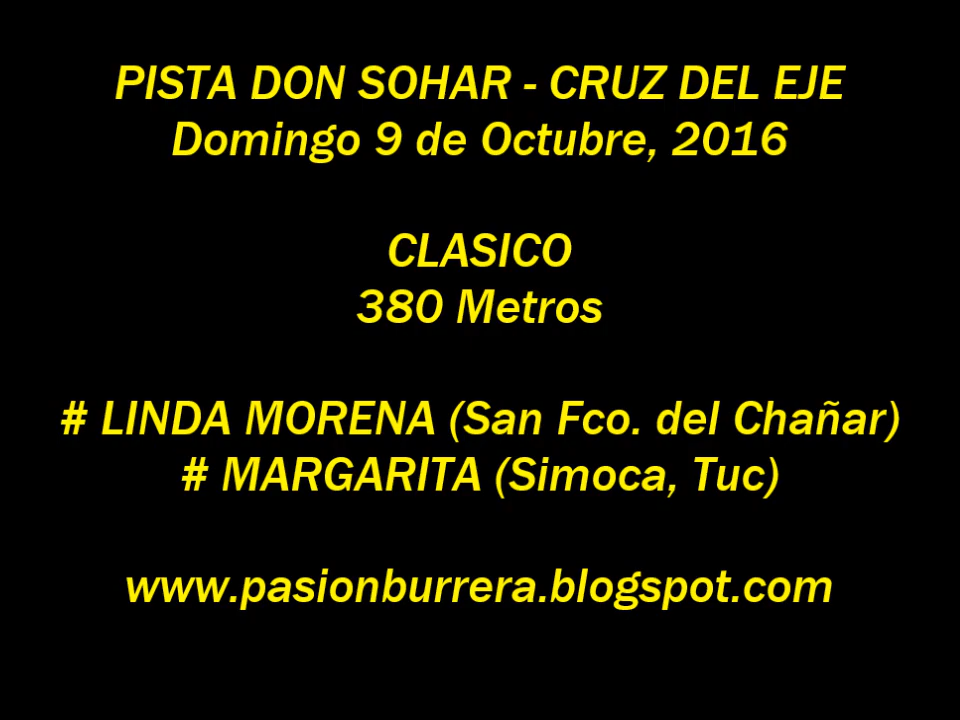 PISTA DON SOHAR - CRUZ DEL EJE
Domingo 9 de Octubre, 2016
CLASICO
380 Metros
# LINDA MORENA (San Fco. del Chañar)
# MARGARITA (Simoca, Tuc)
www.pasionburrera.blogspot.com